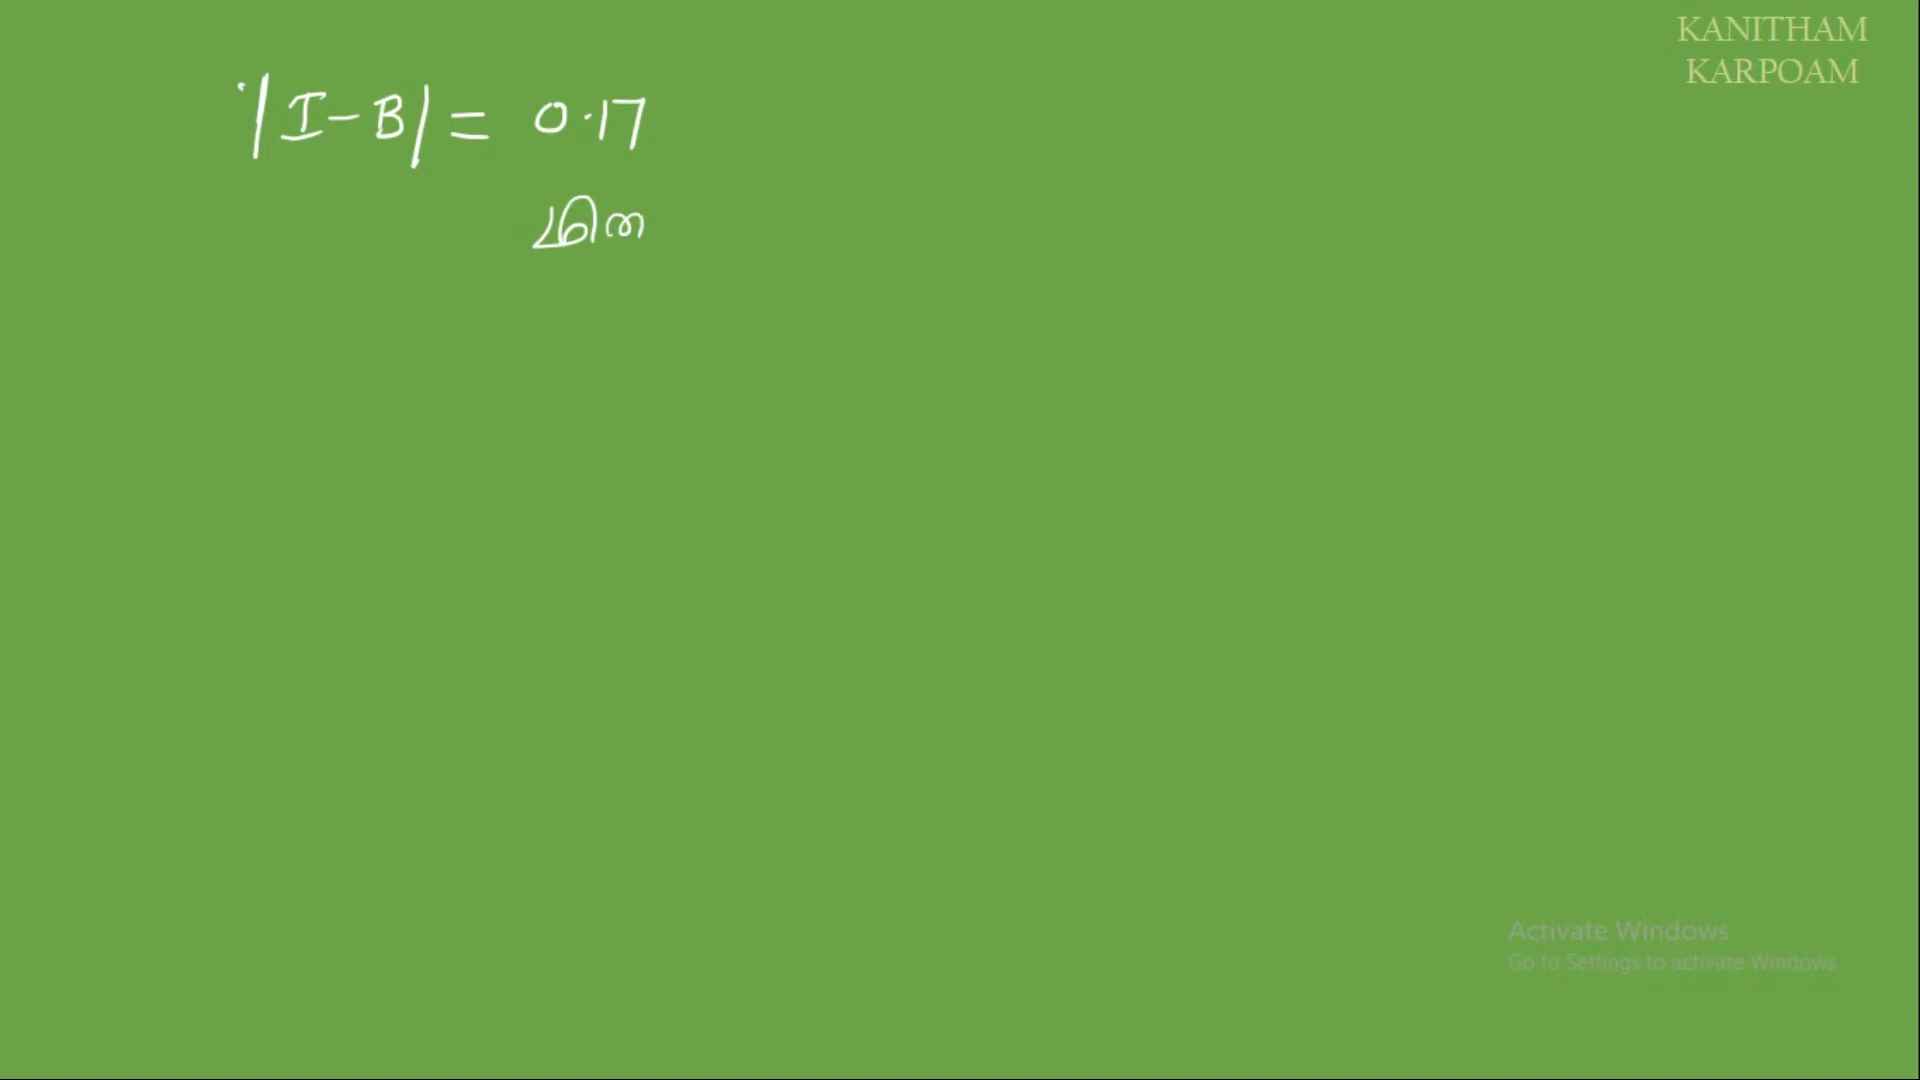 KANITHAM
KARPOAM
|I-B| = 0.17
மிகை
Activate Windows
Go to Settings to activate Windows.